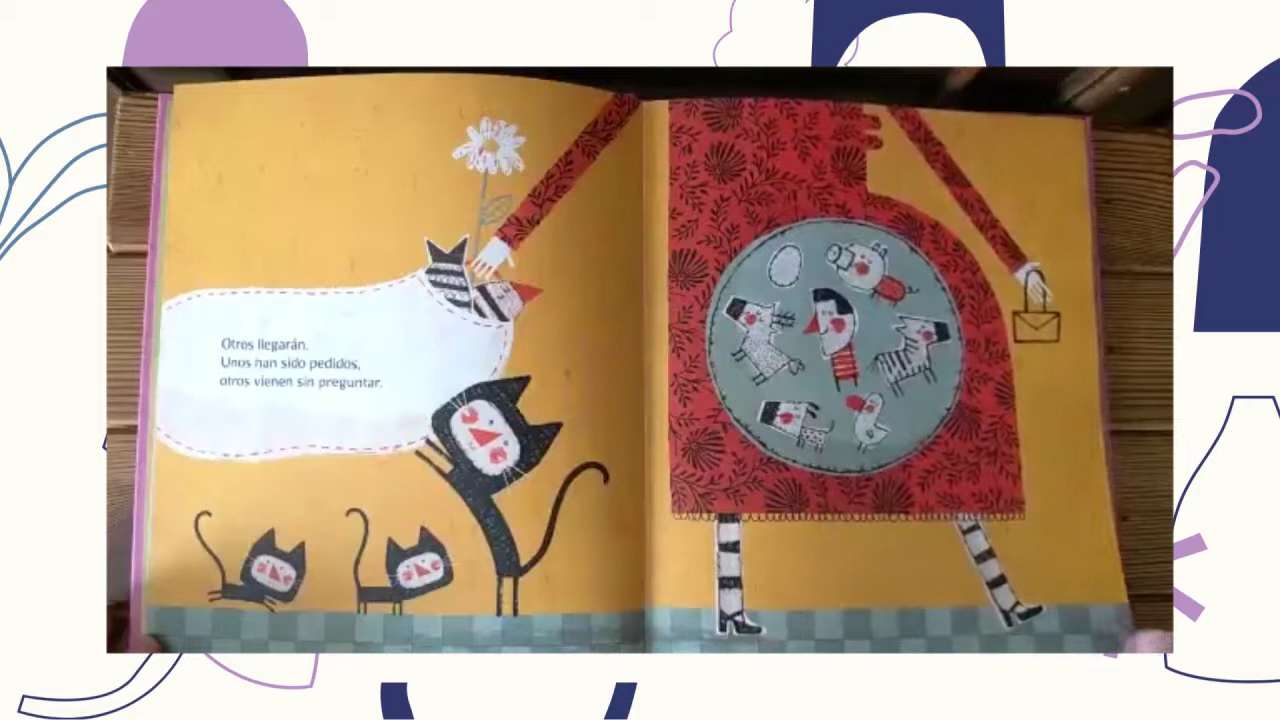 Otros llegarán.
Unos han sido pedidos,
otros vienen sin preguntar.